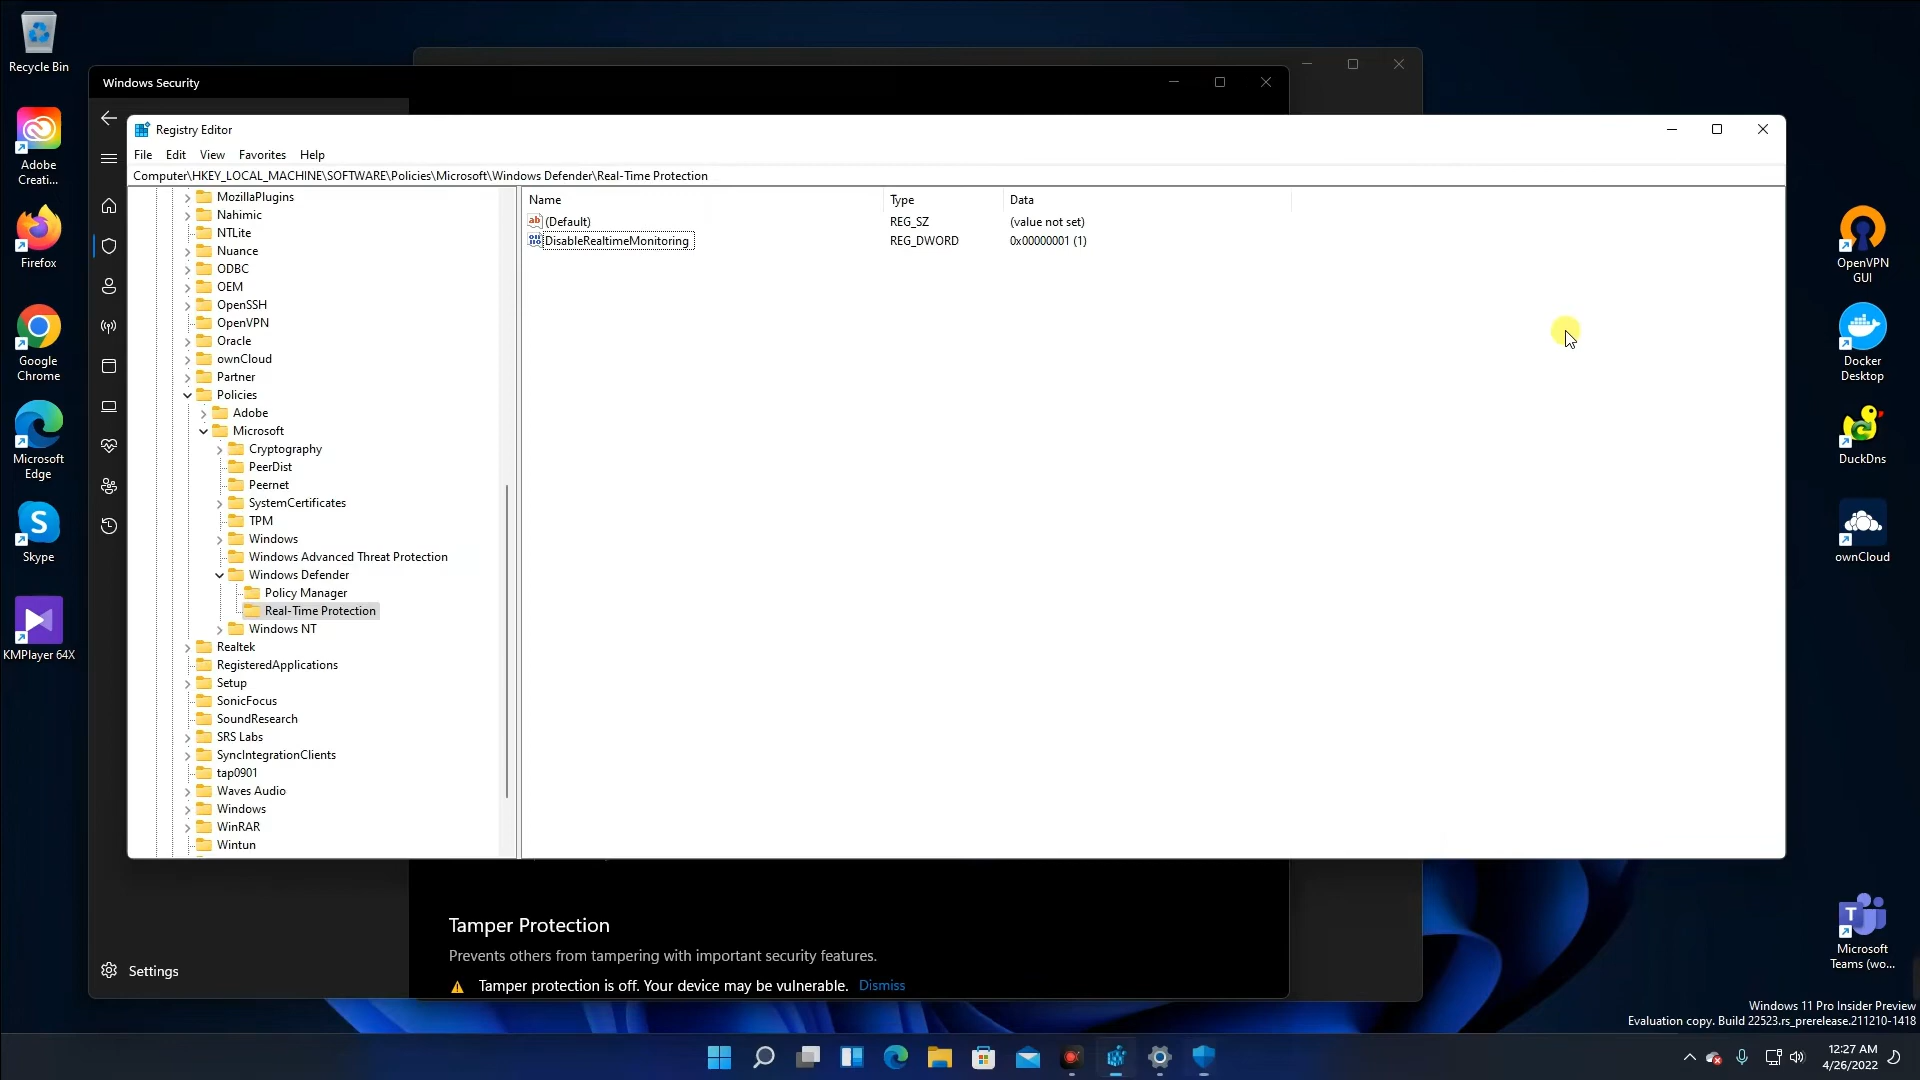 Recycle Bin
Adobe
Creati...
Firefox
Google
Chrome
Microsoft
Edge
Skype
KMPlayer 64X
Windows Security
Registry Editor
File Edit View Favorites Help
Computer\HKEY_LOCAL_MACHINE\SOFTWARE\Policies\Microsoft\Windows Defender\Real-Time Protection
MozillaPlugins
Nahimic
NTLite
Nuance
ODBC
OEM
OpenSSH
OpenVPN
Oracle
ownCloud
Partner
Policies
Adobe
Microsoft
Cryptography
PeerDist
Peernet
SystemCertificates
TPM
Windows
Windows Advanced Threat Protection
Windows Defender
Policy Manager
Real-Time Protection
Windows NT
Realtek
RegisteredApplications
Setup
SonicFocus
SoundResearch
SRS Labs
SyncIntegrationClients
tap0901
Waves Audio
Windows
WinRAR
Wintun
Name Type Data
(Default) REG_SZ (value not set)
DisableRealtimeMonitoring REG_DWORD 0x00000001 (1)
Tamper Protection
Prevents others from tampering with important security features.
Tamper protection is off. Your device may be vulnerable. Dismiss
Settings
OpenVPN
GUI
Docker
Desktop
DuckDns
ownCloud
Microsoft
Teams (wo...
Windows 11 Pro Insider Preview
Evaluation copy. Build 22523.rs_prerelease.211210-1418
12:27 AM
4/26/2022